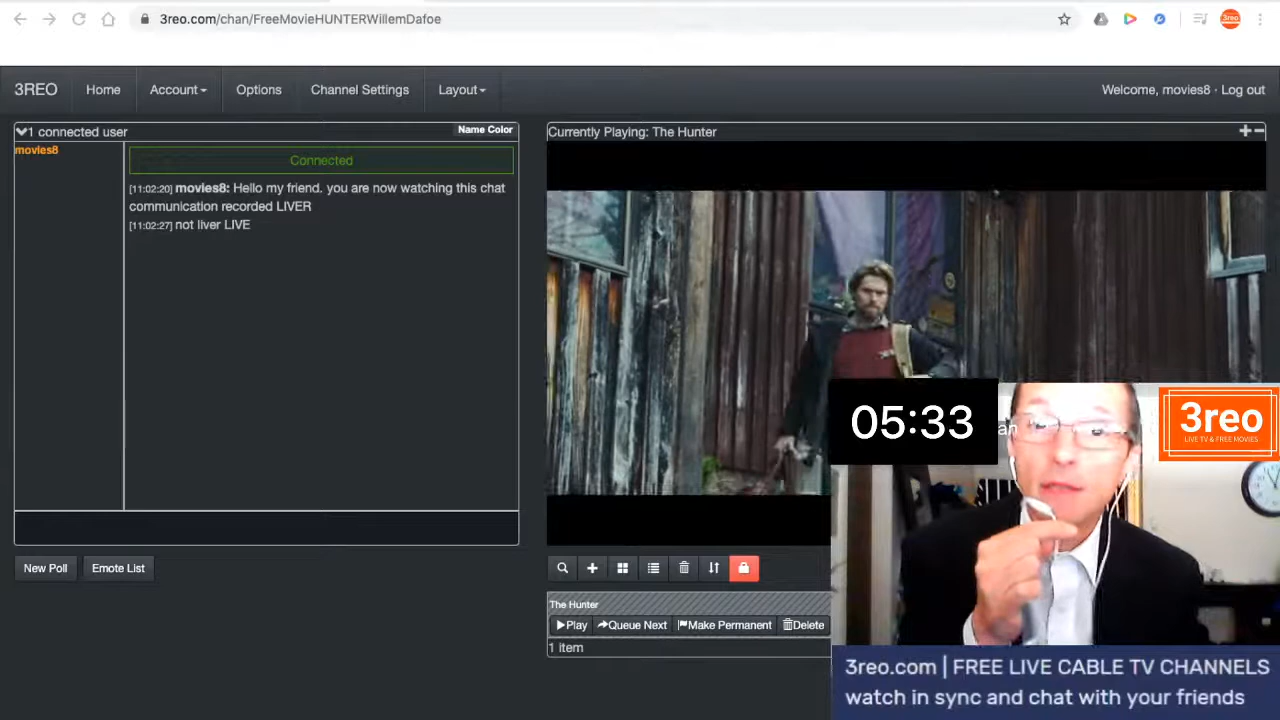 3reo.com/chan/FreeMovieHUNTERWillemDafoe
3reo
3REO
Home
Account
Options
Channel Settings
Layout
Welcome, movies8 · Log out
1 connected user
Name Color
movies8
Connected
[11:02:20] movies8: Hello my friend. you are now watching this chat
communication recorded LIVER
[11:02:27] not liver LIVE
New Poll
Emote List
Currently Playing: The Hunter
The Hunter
Play
Queue Next
Make Permanent
Delete
1 item
05:33
3reo
LIVE TV & FREE MOVIES
3reo.com | FREE LIVE CABLE TV CHANNELS
watch in sync and chat with your friends